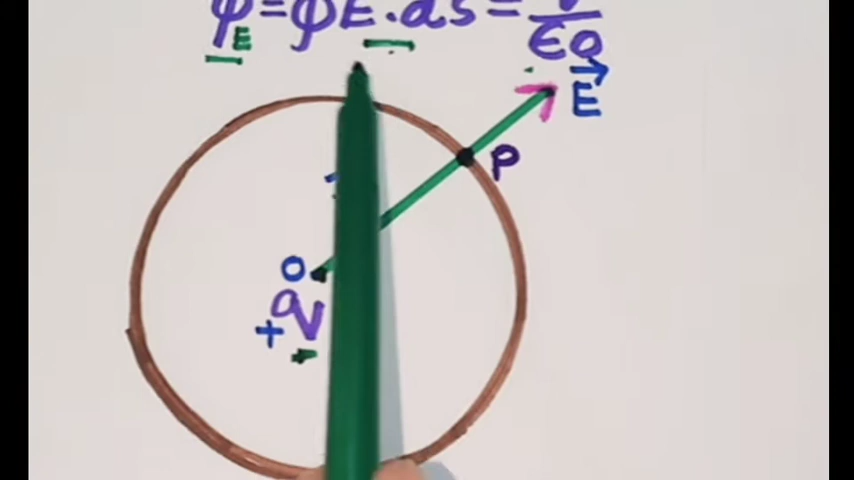 φE = ∮E.ds = q/ε0
E
P
O
q
+